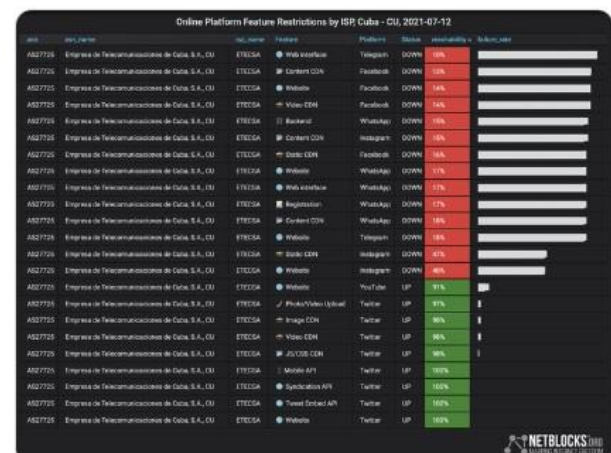 Online Platform Feature Restrictions by ISP, Cuba - CU, 2021-07-12
asn asn_name Feature Platform Status reachability failure_rate
AS27725 Empresa de Telecomunicaciones de Cuba, S.A., CU ETECSA Web interface Telegram DOWN
AS27725 Empresa de Telecomunicaciones de Cuba, S.A., CU ETECSA Content CDN Facebook DOWN
AS27725 Empresa de Telecomunicaciones de Cuba, S.A., CU ETECSA Website Facebook DOWN 14%
AS27725 Empresa de Telecomunicaciones de Cuba, S.A., CU ETECSA Video CDN Facebook DOWN 14%
AS27725 Empresa de Telecomunicaciones de Cuba, S.A., CU ETECSA Backend WhatsApp DOWN 15%
AS27725 Empresa de Telecomunicaciones de Cuba, S.A., CU ETECSA Content CDN Instagram DOWN 15%
AS27725 Empresa de Telecomunicaciones de Cuba, S.A., CU ETECSA Static CDN Facebook DOWN 16%
AS27725 Empresa de Telecomunicaciones de Cuba, S.A., CU ETECSA Website WhatsApp DOWN 17%
AS27725 Empresa de Telecomunicaciones de Cuba, S.A., CU ETECSA Web interface WhatsApp DOWN 17%
AS27725 Empresa de Telecomunicaciones de Cuba, S.A., CU ETECSA Registration WhatsApp DOWN 17%
AS27725 Empresa de Telecomunicaciones de Cuba, S.A., CU ETECSA Content CDN WhatsApp DOWN 18%
AS27725 Empresa de Telecomunicaciones de Cuba, S.A., CU ETECSA Website Telegram DOWN 18%
AS27725 Empresa de Telecomunicaciones de Cuba, S.A., CU ETECSA Static CDN Instagram DOWN 47%
AS27725 Empresa de Telecomunicaciones de Cuba, S.A., CU ETECSA Website Instagram DOWN
AS27725 Empresa de Telecomunicaciones de Cuba, S.A., CU ETECSA Website YouTube UP 91%
AS27725 Empresa de Telecomunicaciones de Cuba, S.A., CU ETECSA Photo/Video Upload Twitter UP 97%
AS27725 Empresa de Telecomunicaciones de Cuba, S.A., CU ETECSA Image CDN Twitter UP 98%
AS27725 Empresa de Telecomunicaciones de Cuba, S.A., CU ETECSA Video CDN Twitter UP 98%
AS27725 Empresa de Telecomunicaciones de Cuba, S.A., CU ETECSA JS/CSS CDN Twitter UP
AS27725 Empresa de Telecomunicaciones de Cuba, S.A., CU ETECSA Mobile API Twitter UP 100%
AS27725 Empresa de Telecomunicaciones de Cuba, S.A., CU ETECSA Syndication API Twitter UP 100%
AS27725 Empresa de Telecomunicaciones de Cuba, S.A., CU ETECSA Tweet Embed API Twitter UP 100%
AS27725 Empresa de Telecomunicaciones de Cuba, S.A., CU ETECSA Website Twitter UP 100%
NETBLOCKS.ORG
MAPPING INTERNET FREEDOM